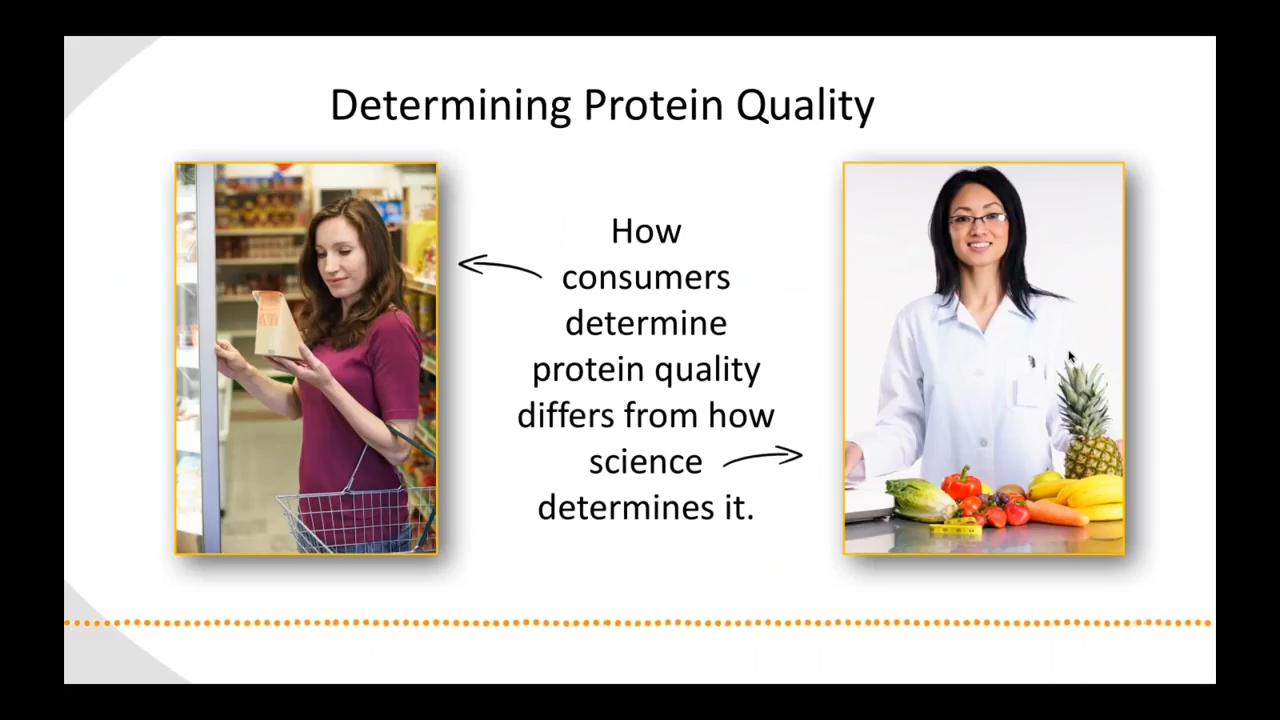 Determining Protein Quality
How
consumers
determine
protein quality
differs from how
science
determines it.